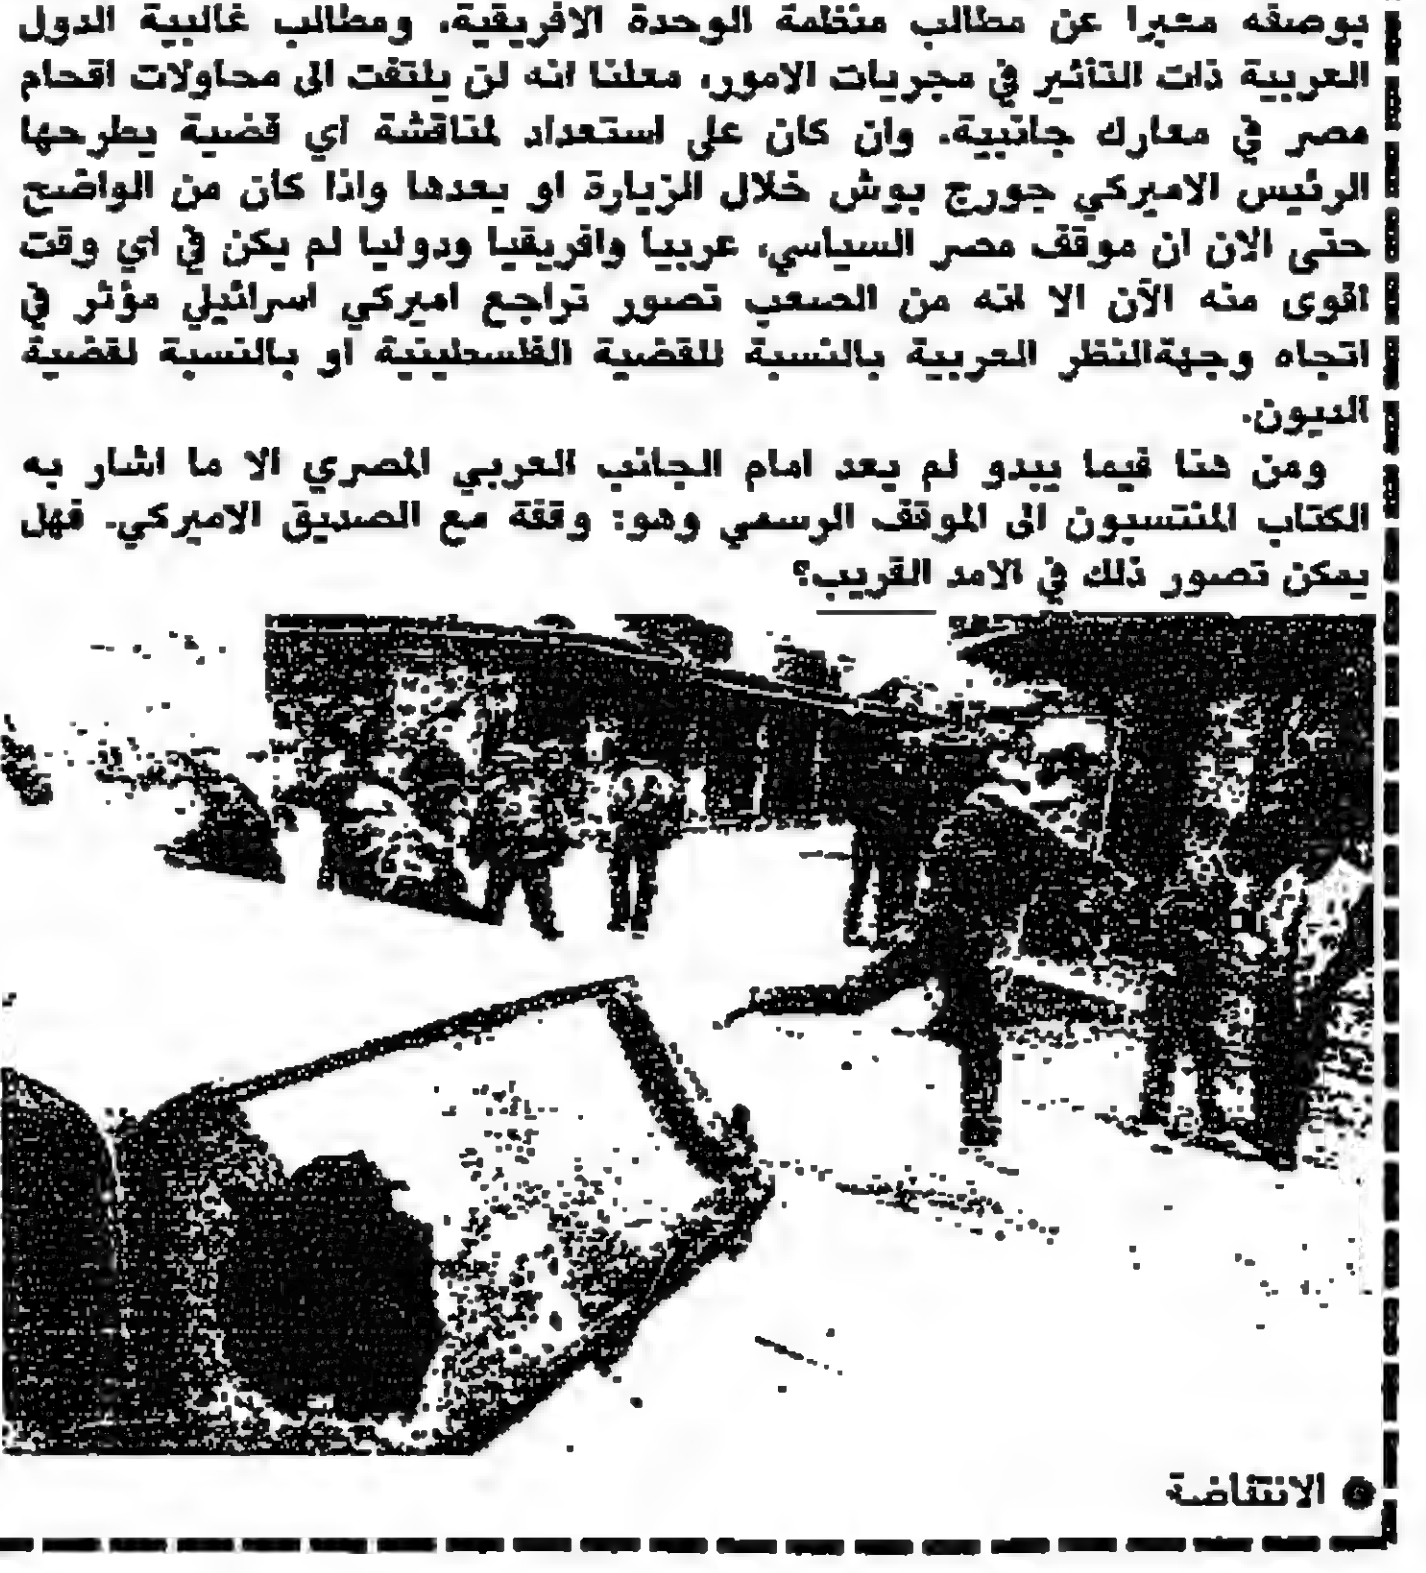 بوصفه معبرا عن مطالب منظمة الوحدة الافريقية، ومطالب غالبية الدول
العربية ذات التأثير في مجريات الامور، معلنا انه لن يلتفت الى محاولات اقحام
مصر في معارك جانبية، وان كان على استعداد لمناقشة اي قضية يطرحها
الرئيس الاميركي جورج بوش خلال الزيارة او بعدها واذا كان من الواضح
حتى الان ان موقف مصر السياسي، عربيا وافريقيا ودوليا لم يكن في اي وقت
اقوى منه الآن الا انه من الصعب تصور تراجع اميركي اسرائيلي مؤثر في
اتجاه وجهةالنظر العربية بالنسبة للقضية الفلسطينية او بالنسبة لقضية
الديون.
ومن هنا فيما يبدو لم يعد امام الجانب العربي المصري الا ما اشار به
الكتاب المنتسبون الى الموقف الرسمي وهو: وقفة مع الصديق الاميركي. فهل
يمكن تصور ذلك في الامد القريب؟
● الانتفاضة